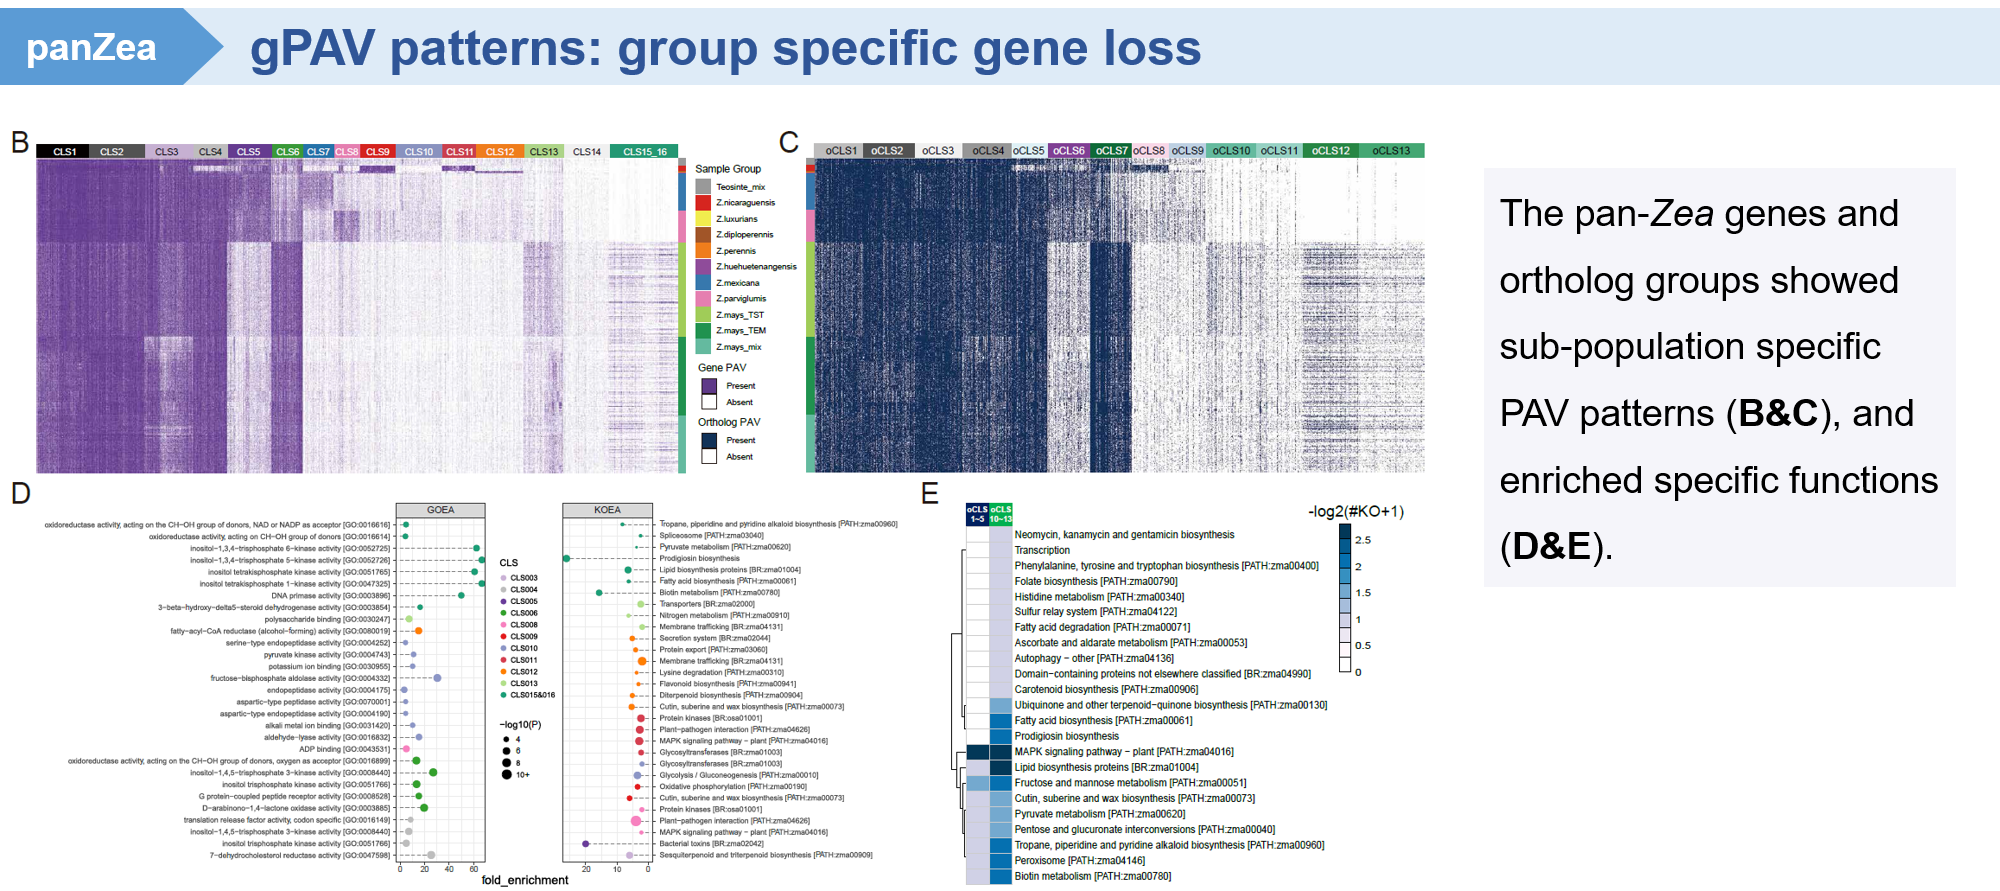 panZea
gPAV patterns: group specific gene loss
B
CLS1 CLS2 CLS3 CLS4 CLS5 CLS6 CLS7 CLS8 CLS9 CLS10 CLS11 CLS12 CLS13 CLS14 CLS15_16
Sample Group
Teosinte_mix
Z.nicaraguensis
Z.luxurians
Z.diploperennis
Z.perennis
Z.huehuetenangensis
Z.mexicana
Z.parviglumis
Z.mays_TST
Z.mays_TEM
Z.mays_mix
Gene PAV
Present
Absent
Ortholog PAV
Present
Absent
C
oCLS1 oCLS2 oCLS3 oCLS4 oCLS5 oCLS6 oCLS7 oCLS8 oCLS9 oCLS10 oCLS11 oCLS12 oCLS13
The pan-Zea genes and
ortholog groups showed
sub-population specific
PAV patterns (B&C), and
enriched specific functions
(D&E).
D
GOEA
oxidoreductase activity, acting on the CH−OH group of donors, NAD or NADP as acceptor [GO:0016616]
oxidoreductase activity, acting on CH−OH group of donors [GO:0016614]
inositol−1,3,4−trisphosphate 6−kinase activity [GO:0052725]
inositol−1,3,4−trisphosphate 5−kinase activity [GO:0052726]
inositol tetrakisphosphate kinase activity [GO:0051765]
inositol tetrakisphosphate 1−kinase activity [GO:0047325]
DNA primase activity [GO:0003896]
3−beta−hydroxy−delta5−steroid dehydrogenase activity [GO:0003854]
polysaccharide binding [GO:0030247]
fatty−acyl−CoA reductase (alcohol−forming) activity [GO:0080019]
serine−type endopeptidase activity [GO:0004252]
pyruvate kinase activity [GO:0004743]
potassium ion binding [GO:0030955]
fructose−bisphosphate aldolase activity [GO:0004332]
endopeptidase activity [GO:0004175]
aspartic−type peptidase activity [GO:0070001]
aspartic−type endopeptidase activity [GO:0004190]
alkali metal ion binding [GO:0031420]
aldehyde−lyase activity [GO:0016832]
ADP binding [GO:0043531]
oxidoreductase activity, acting on the CH−OH group of donors, oxygen as acceptor [GO:0016899]
inositol−1,4,5−trisphosphate 3−kinase activity [GO:0008440]
inositol trisphosphate kinase activity [GO:0051766]
G protein−coupled peptide receptor activity [GO:0008528]
D−arabinono−1,4−lactone oxidase activity [GO:0003885]
translation release factor activity, codon specific [GO:0016149]
inositol−1,4,5−trisphosphate 3−kinase activity [GO:0008440]
inositol trisphosphate kinase activity [GO:0051766]
7−dehydrocholesterol reductase activity [GO:0047598]
0 20 40 60
CLS
CLS003
CLS004
CLS005
CLS006
CLS008
CLS009
CLS010
CLS011
CLS012
CLS013
CLS015&016
−log10(P)
4
6
8
10+
KOEA
Tropane, piperidine and pyridine alkaloid biosynthesis [PATH:zma00960]
Spliceosome [PATH:zma03040]
Pyruvate metabolism [PATH:zma00620]
Prodigiosin biosynthesis
Lipid biosynthesis proteins [BR:zma01004]
Fatty acid biosynthesis [PATH:zma00061]
Biotin metabolism [PATH:zma00780]
Transporters [BR:zma02000]
Nitrogen metabolism [PATH:zma00910]
Membrane trafficking [BR:zma04131]
Secretion system [BR:zma02044]
Protein export [PATH:zma03060]
Membrane trafficking [BR:zma04131]
Lysine degradation [PATH:zma00310]
Flavonoid biosynthesis [PATH:zma00941]
Diterpenoid biosynthesis [PATH:zma00904]
Cutin, suberine and wax biosynthesis [PATH:zma00073]
Protein kinases [BR:osa01001]
Plant−pathogen interaction [PATH:zma04626]
MAPK signaling pathway − plant [PATH:zma04016]
Glycosyltransferases [BR:zma01003]
Glycosyltransferases [BR:zma01003]
Glycolysis / Gluconeogenesis [PATH:zma00010]
Oxidative phosphorylation [PATH:zma00190]
Cutin, suberine and wax biosynthesis [PATH:zma00073]
Protein kinases [BR:osa01001]
Plant−pathogen interaction [PATH:zma04626]
MAPK signaling pathway − plant [PATH:zma04016]
Bacterial toxins [BR:zma02042]
Sesquiterpenoid and triterpenoid biosynthesis [PATH:zma00909]
20 10 0
fold_enrichment
E
oCLS 1~5
oCLS 10~13
Neomycin, kanamycin and gentamicin biosynthesis
Transcription
Phenylalanine, tyrosine and tryptophan biosynthesis [PATH:zma00400]
Folate biosynthesis [PATH:zma00790]
Histidine metabolism [PATH:zma00340]
Sulfur relay system [PATH:zma04122]
Fatty acid degradation [PATH:zma00071]
Ascorbate and aldarate metabolism [PATH:zma00053]
Autophagy − other [PATH:zma04136]
Domain−containing proteins not elsewhere classified [BR:zma04990]
Carotenoid biosynthesis [PATH:zma00906]
Ubiquinone and other terpenoid−quinone biosynthesis [PATH:zma00130]
Fatty acid biosynthesis [PATH:zma00061]
Prodigiosin biosynthesis
MAPK signaling pathway − plant [PATH:zma04016]
Lipid biosynthesis proteins [BR:zma01004]
Fructose and mannose metabolism [PATH:zma00051]
Cutin, suberine and wax biosynthesis [PATH:zma00073]
Pyruvate metabolism [PATH:zma00620]
Pentose and glucuronate interconversions [PATH:zma00040]
Tropane, piperidine and pyridine alkaloid biosynthesis [PATH:zma00960]
Peroxisome [PATH:zma04146]
Biotin metabolism [PATH:zma00780]
-log2(#KO+1)
2.5
2
1.5
1
0.5
0